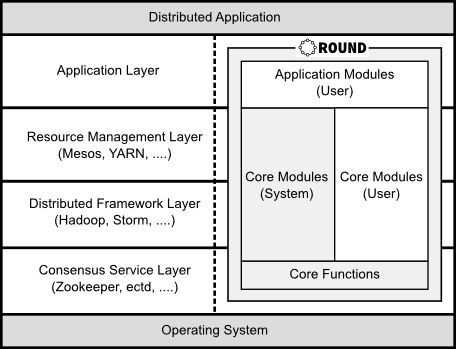 Distributed Application
Application Layer
Resource Management Layer
(Mesos, YARN, ....)
Distributed Framework Layer
(Hadoop, Storm, ....)
Consensus Service Layer
(Zookeeper, ectd, ....)
ROUND
Application Modules
(User)
Core Modules
(System)
Core Modules
(User)
Core Functions
Operating System